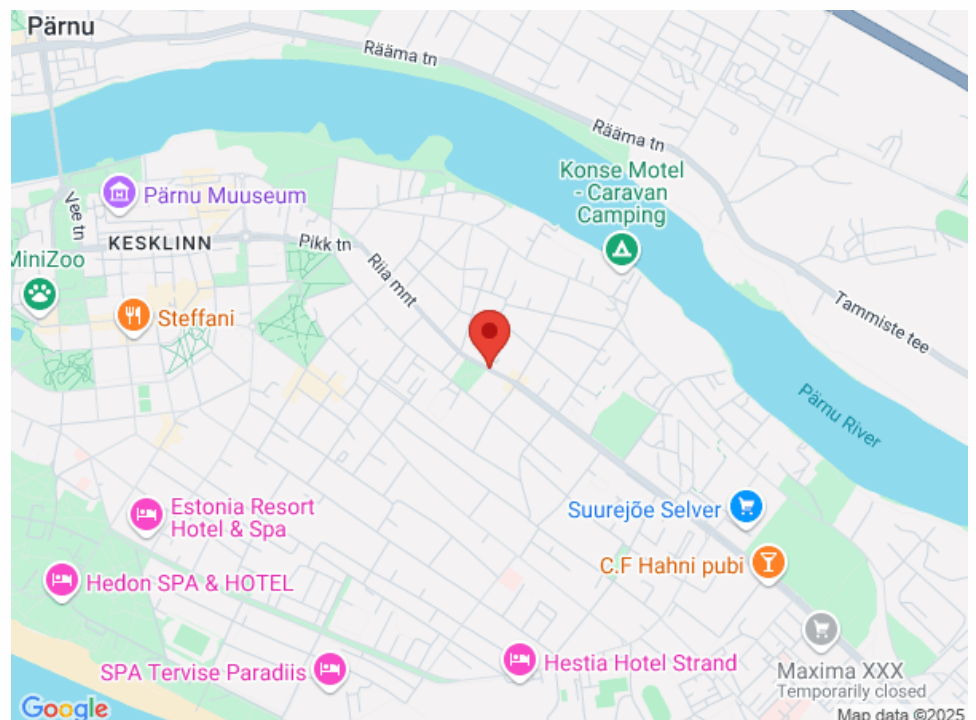 Pärnu
Rääma tn
Rääma tn
Konse Motel
- Caravan
Camping
Vee tn
Pärnu Muuseum
KESKLINN
Pikk tn
MiniZoo
Riia mnt
Steffani
Tammiste tee
Pärnu River
Estonia Resort
Hotel & Spa
Suurejõe Selver
C.F Hahni pubi
Hedon SPA & HOTEL
SPA Tervise Paradiis
Hestia Hotel Strand
Maxima XXX
Temporarily closed
Google
Map data ©2025